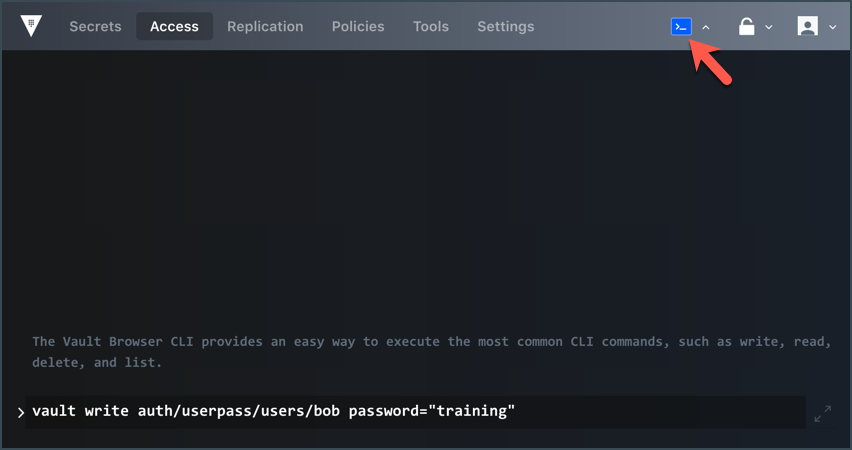 Secrets Access Replication Policies Tools Settings
The Vault Browser CLI provides an easy way to execute the most common CLI commands, such as write, read,
delete, and list.
vault write auth/userpass/users/bob password="training"